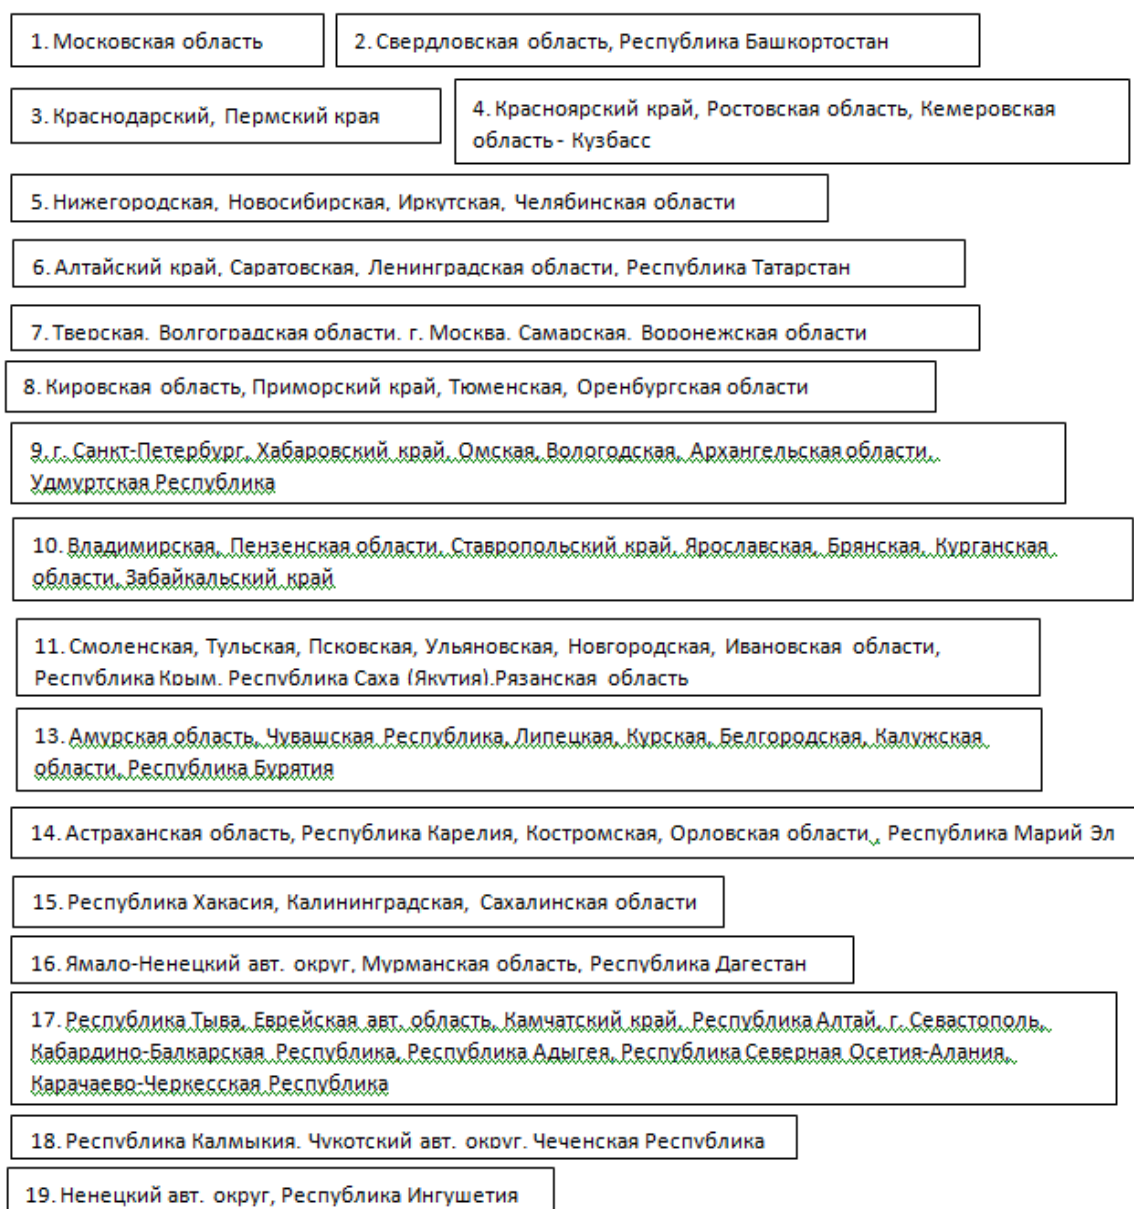 1. Московская область
2. Свердловская область, Республика Башкортостан
3. Краснодарский, Пермский края
4. Красноярский край, Ростовская область, Кемеровская
область - Кузбасс
5. Нижегородская, Новосибирская, Иркутская, Челябинская области
6. Алтайский край, Саратовская, Ленинградская области, Республика Татарстан
7. Тверская, Волгоградская области, г. Москва, Самарская, Воронежская области
8. Кировская область, Приморский край, Тюменская, Оренбургская области
9. г. Санкт-Петербург, Хабаровский край, Омская, Вологодская, Архангельская области,
Удмуртская Республика
10. Владимирская, Пензенская области, Ставропольский край, Ярославская, Брянская, Курганская
области, Забайкальский край
11. Смоленская, Тульская, Псковская, Ульяновская, Новгородская, Ивановская области,
Республика Крым, Республика Саха (Якутия),Рязанская область
13. Амурская область, Чувашская Республика, Липецкая, Курская, Белгородская, Калужская
области, Республика Бурятия
14. Астраханская область, Республика Карелия, Костромская, Орловская области , Республика Марий Эл
15. Республика Хакасия, Калининградская, Сахалинская области
16. Ямало-Ненецкий авт. округ, Мурманская область, Республика Дагестан
17. Республика Тыва, Еврейская авт. область, Камчатский край, Республика Алтай, г. Севастополь,
Кабардино-Балкарская Республика, Республика Адыгея, Республика Северная Осетия-Алания,
Карачаево-Черкесская Республика
18. Республика Калмыкия, Чукотский авт. округ, Чеченская Республика
19. Ненецкий авт. округ, Республика Ингушетия